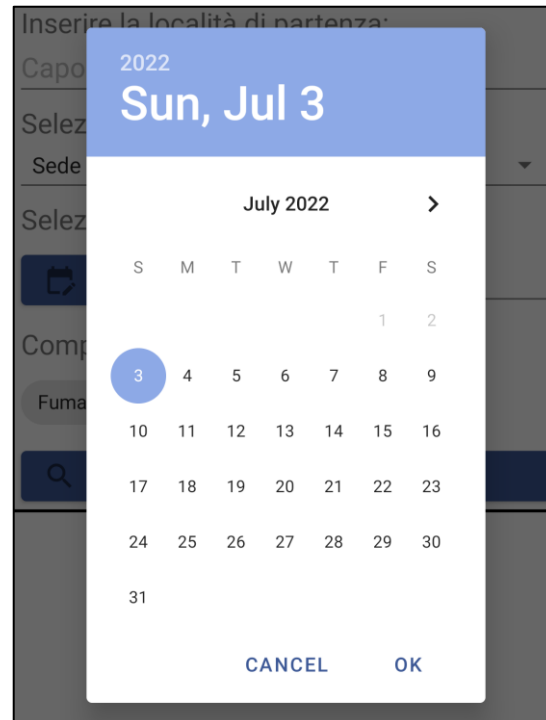 Inserire la località di partenza:
Capo
2022
Sun, Jul 3
Selez
Sede
July 2022
Selez
S M T W T F S
1 2
Comp
3 4 5 6 7 8 9
Fuma
10 11 12 13 14 15 16
17 18 19 20 21 22 23
24 25 26 27 28 29 30
31
CANCEL OK